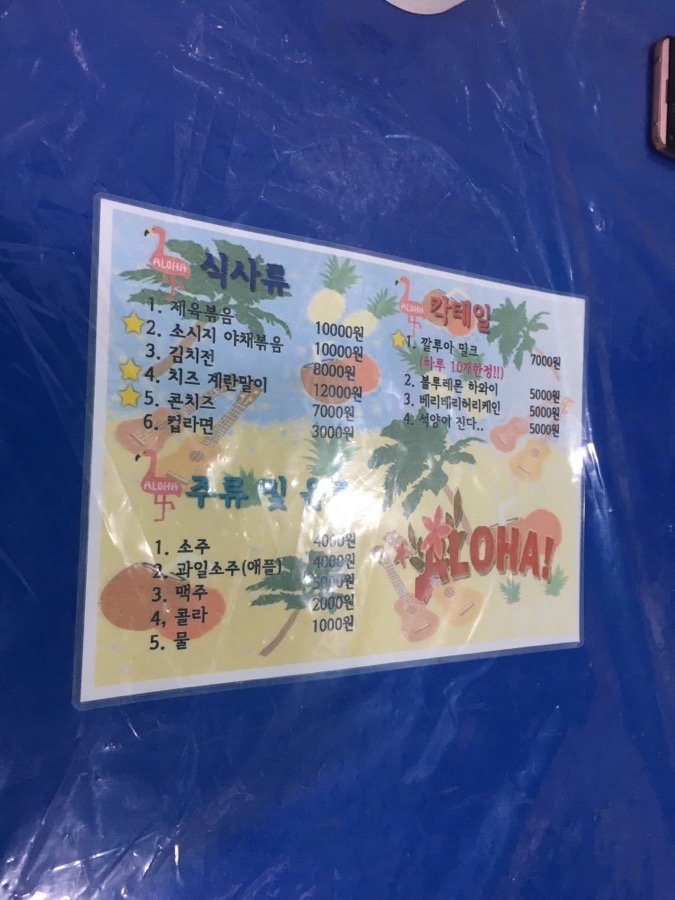 ALOHA 식사류
1. 제육볶음 10000원
2. 소시지 야채볶음 10000원
3. 김치전 8000원
4. 치즈 계란말이 12000원
5. 콘치즈 7000원
6. 컵라면 3000원
ALOHA 주류 및
1. 소주 4000원
2. 과일소주(애플) 4000원
3. 맥주 5000원
4, 콜라 2000원
5. 물 1000원
ALOHA 칵테일
1. 깔루아 밀크 7000원
(하루 10개한정!!)
2. 블루레몬 하와이 5000원
3. 베리베리허리케인 5000원
4. 석양이 진다.. 5000원
ALOHA!